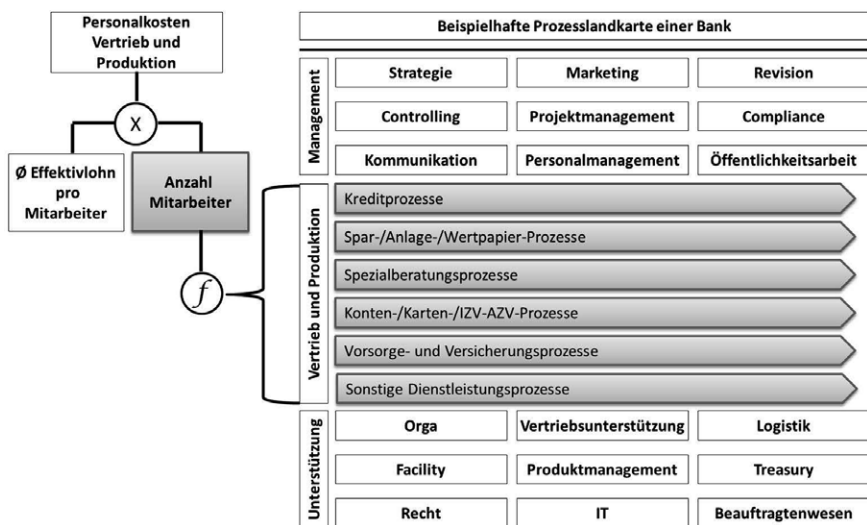 Personalkosten
Vertrieb und
Produktion
X
Ø Effektivlohn
pro
Mitarbeiter
Anzahl
Mitarbeiter
f
Beispielhafte Prozesslandkarte einer Bank
Management
Strategie
Marketing
Revision
Controlling
Projektmanagement
Compliance
Kommunikation
Personalmanagement
Öffentlichkeitsarbeit
Vertrieb und Produktion
Kreditprozesse
Spar-/Anlage-/Wertpapier-Prozesse
Spezialberatungsprozesse
Konten-/Karten-/IZV-AZV-Prozesse
Vorsorge- und Versicherungsprozesse
Sonstige Dienstleistungsprozesse
Unterstützung
Orga
Vertriebsunterstützung
Logistik
Facility
Produktmanagement
Treasury
Recht
IT
Beauftragtenwesen